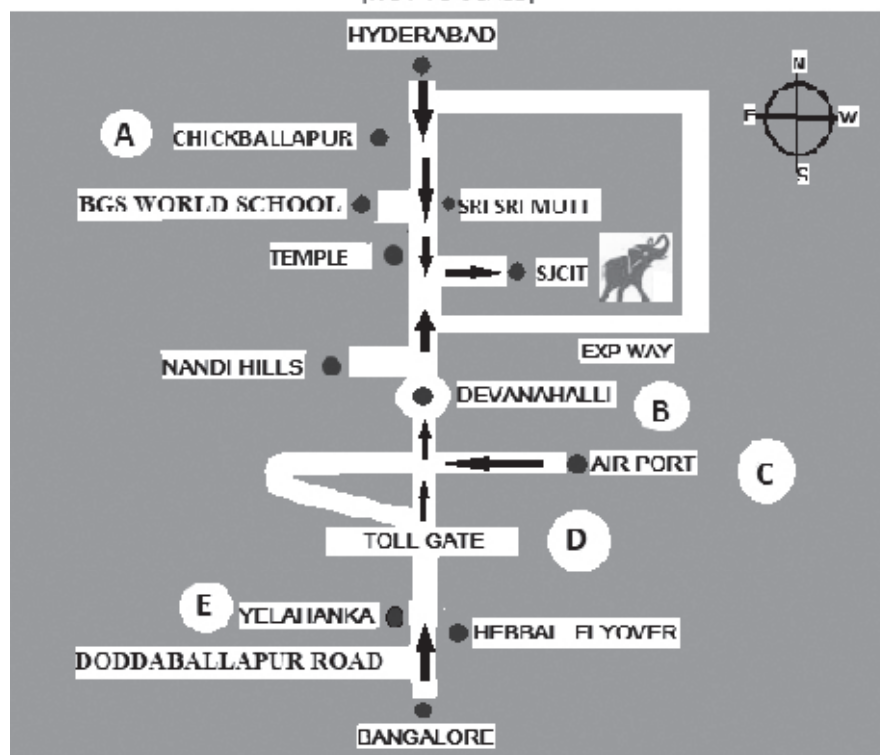 HYDERABAD
N
A
CHICKBALLAPUR
W
S
BGS WORLD SCHOOL
SRI SRI MUTT
TEMPLE
SJCIT
EXP WAY
NANDI HILLS
DEVANAHALLI
B
AIR PORT
C
TOLL GATE
D
E
YELAHANKA
HEBBAL FLYOVER
DODDABALLAPUR ROAD
BANGALORE